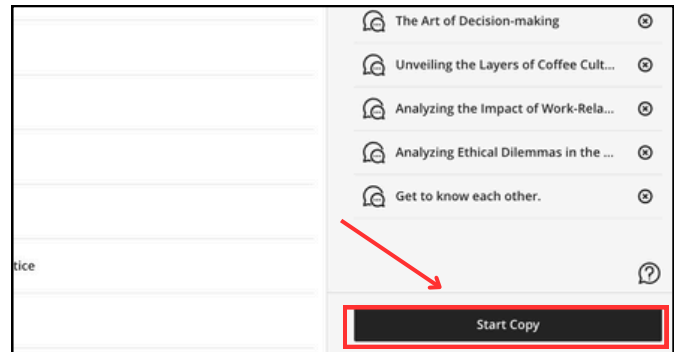 The Art of Decision-making
Unveiling the Layers of Coffee Cult...
Analyzing the Impact of Work-Rela...
Analyzing Ethical Dilemmas in the ...
Get to know each other.
tice
Start Copy